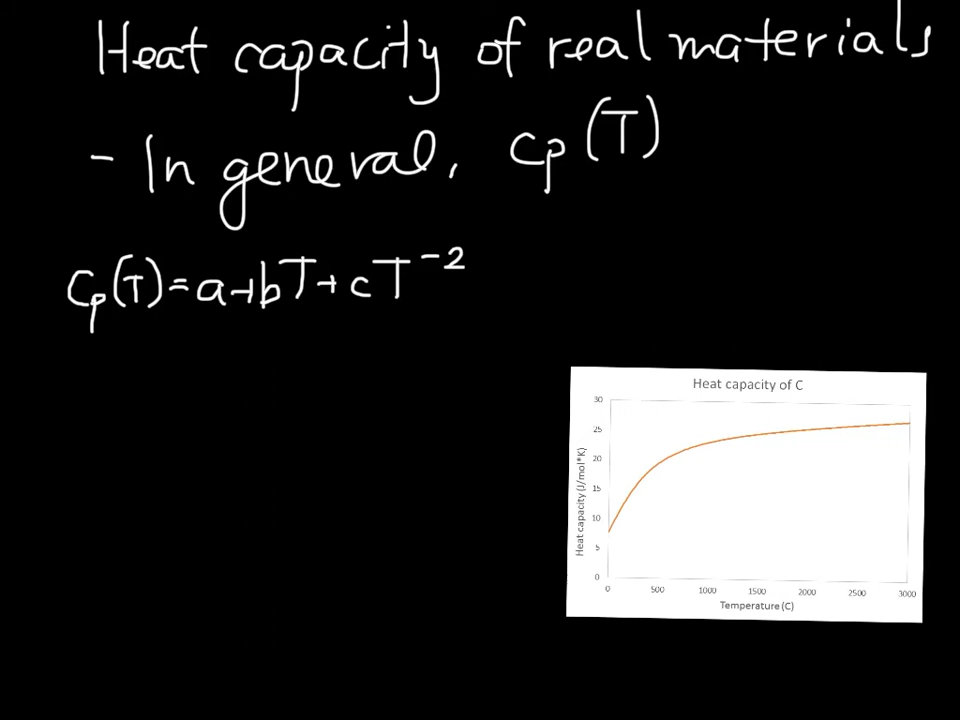 Heat capacity of real materials
- In general, Cp(T)
Cp(T)=a+bT+cT⁻²
Heat capacity of C
30
25
20
15
10
5
0
Heat capacity (J/mol*K)
0 500 1000 1500 2000 2500 3000
Temperature (C)